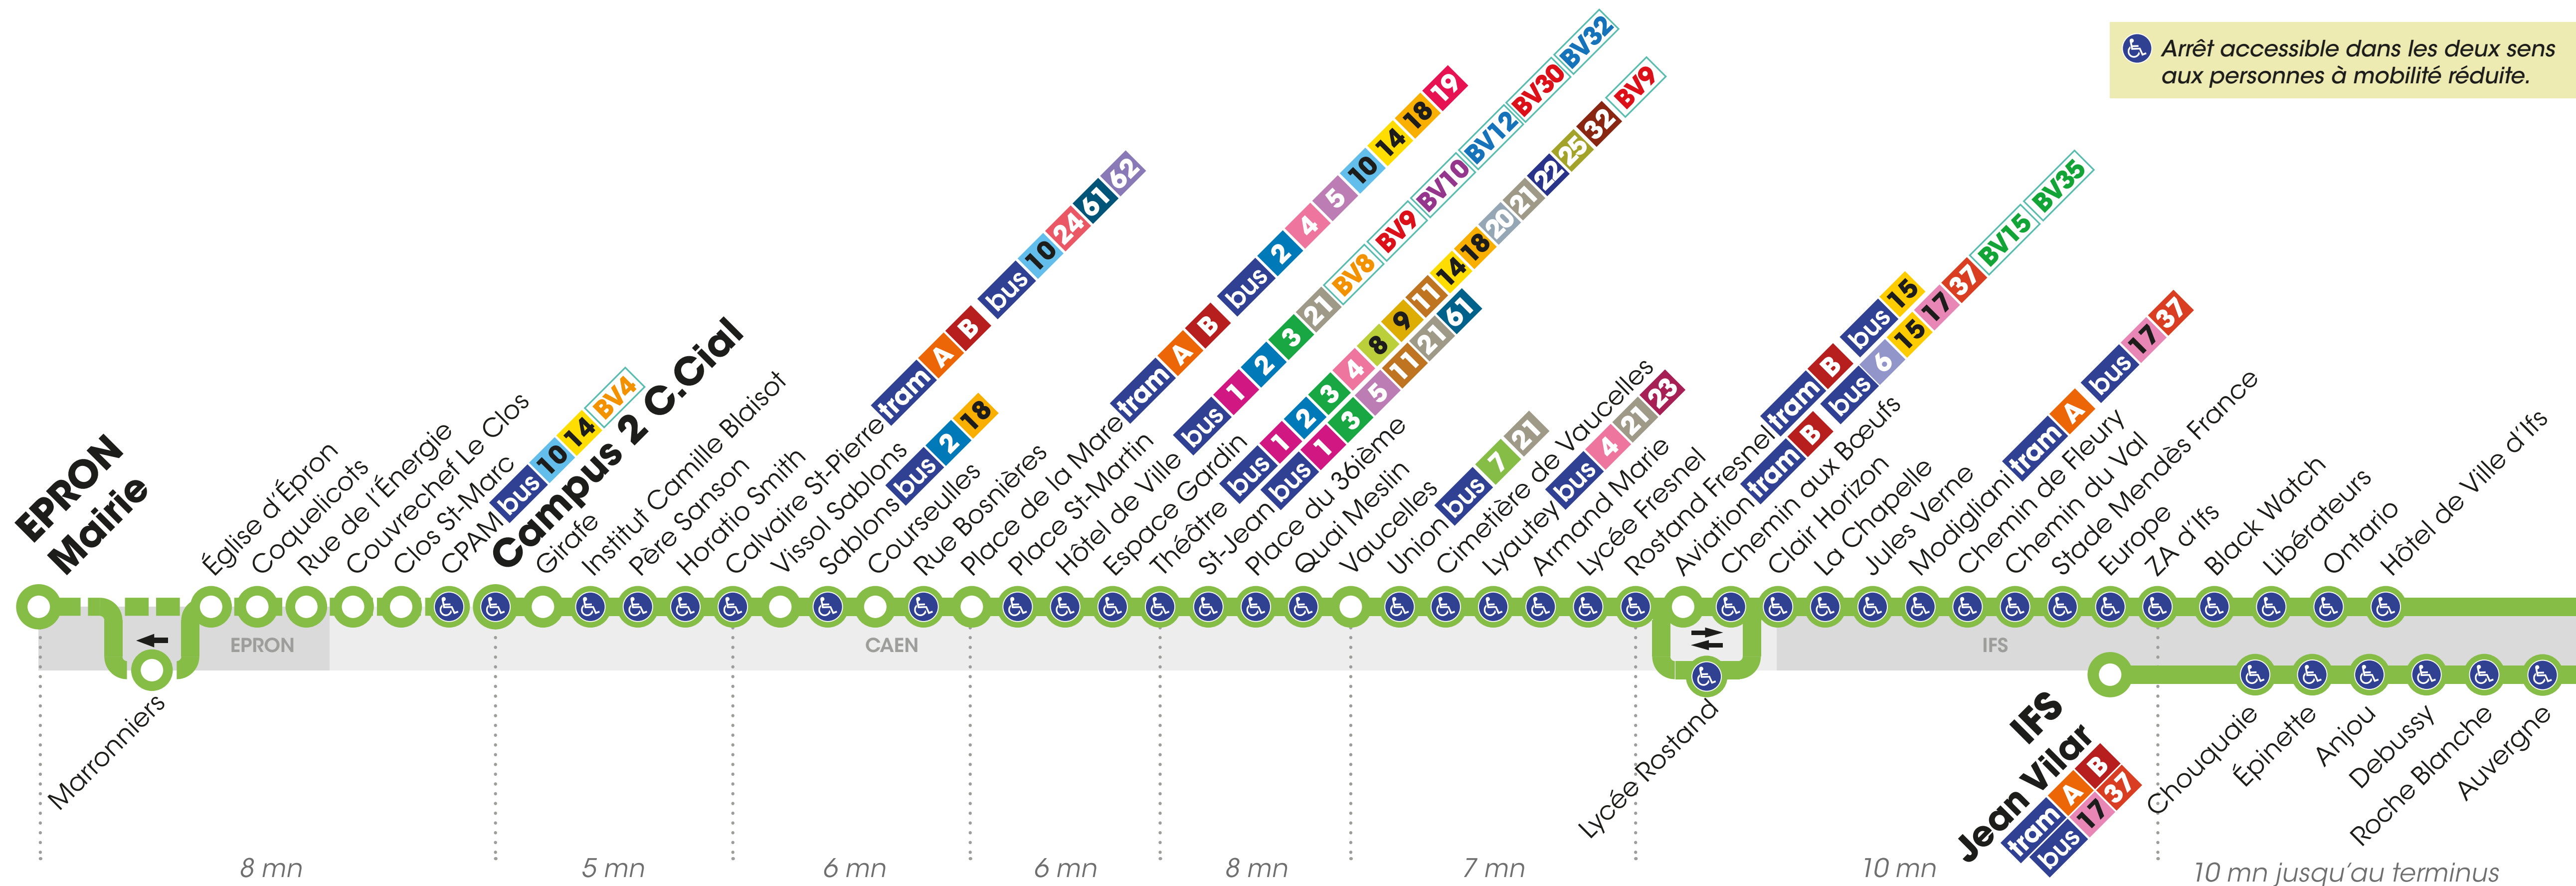 Arrêt accessible dans les deux sens
aux personnes à mobilité réduite.
EPRON
Mairie
Marronniers
Église d'Épron
Coquelicots
Rue de l'Énergie
Couvrechef Le Clos
Clos St-Marc
CPAM bus 10 14 BV4
Campus 2 C.Cial
Girafe
Institut Camille Blaisot
Père Sanson
Horatio Smith
Calvaire St-Pierre tram A B bus 10 24 61 62
Vissol Sablons
Sablons bus 2 18
Courseulles
Rue Bosnières
Place de la Mare tram A B bus 2 4 5 10 14 18 19
Place St-Martin
Hôtel de Ville bus 1 2 3 21 BV8 BV9 BV10 BV12 BV30 BV32
Espace Gardin
Théâtre bus 1 2 3 4 8 9 11 14 18 20 21 22 25 32 BV9
St-Jean bus 1 3 5 11 21 61
Place du 36ième
Quai Meslin
Vaucelles
Union bus 7 21
Cimetière de Vaucelles
Lyautey bus 4 21 23
Armand Marie
Lycée Fresnel
Rostand Fresnel tram B bus 15
Aviation tram B bus 6 15 17 37 BV15 BV35
Lycée Rostand
Chemin aux Bœufs
Clair Horizon
La Chapelle
Jules Verne
Modigliani tram A bus 17 37
Chemin de Fleury
Chemin du Val
Stade Mendès France
Europe
ZA d'Ifs
Black Watch
Libérateurs
Ontario
Hôtel de Ville d'Ifs
EPRON
CAEN
IFS
IFS
Jean Vilar
tram A B
bus 17 37
Chouquaie
Épinette
Anjou
Debussy
Roche Blanche
Auvergne
8 mn
5 mn
6 mn
6 mn
8 mn
7 mn
10 mn
10 mn jusqu'au terminus